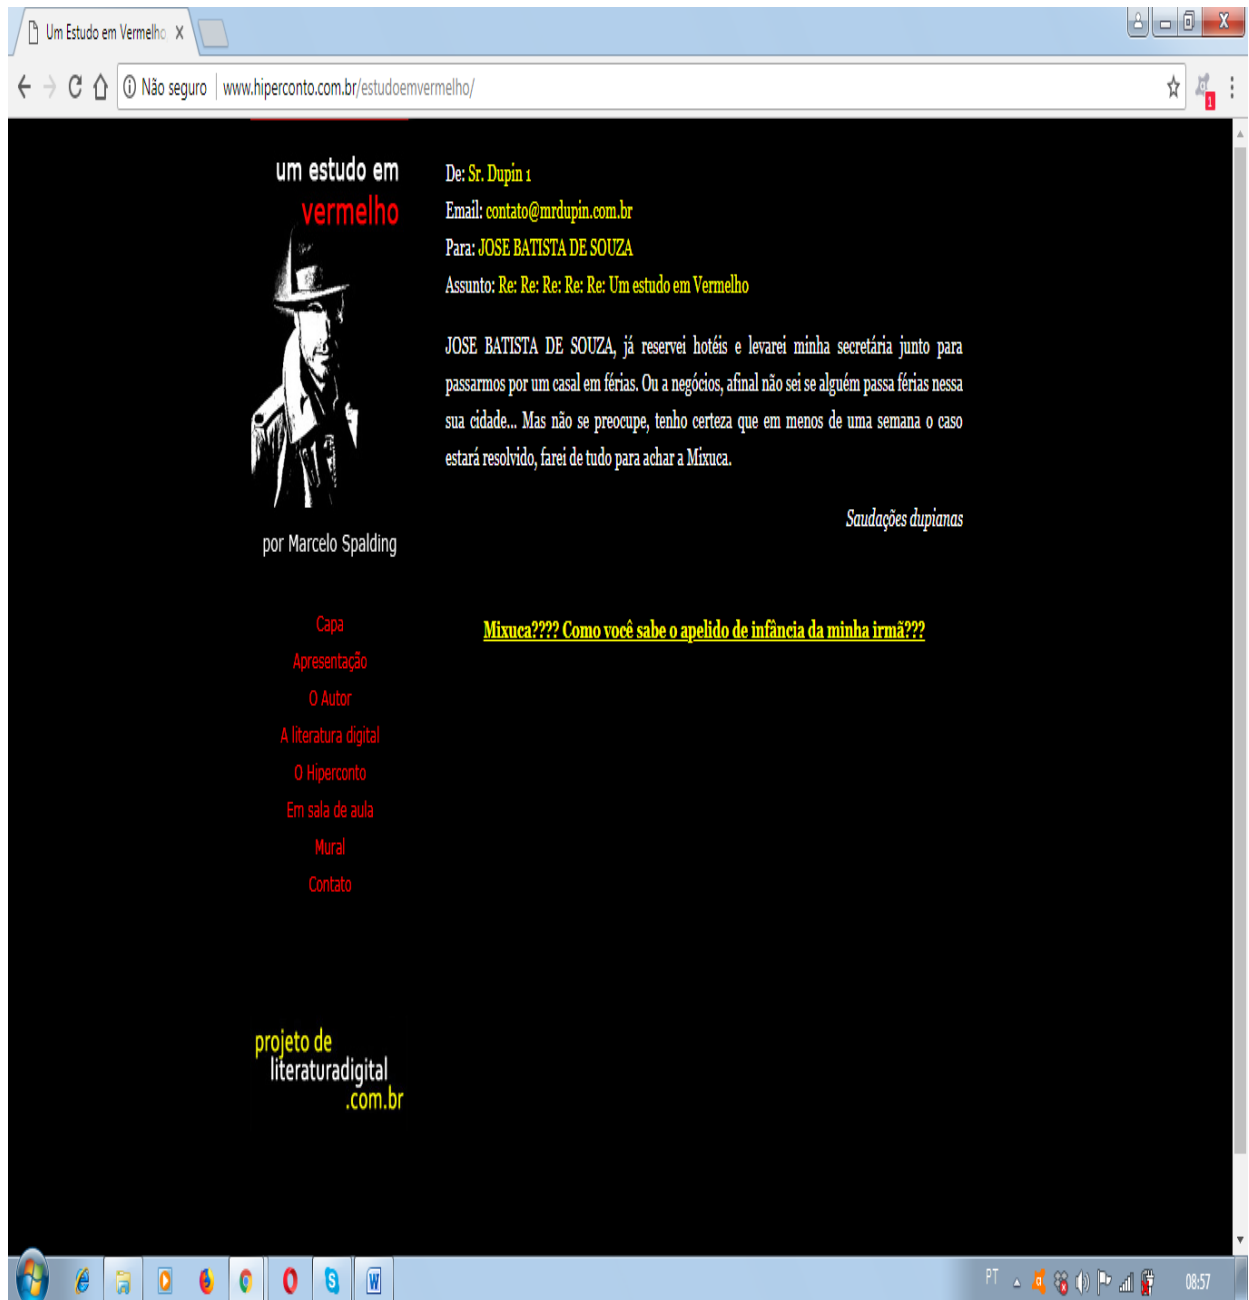 Um Estudo em Vermelho
Não seguro
www.hiperconto.com.br/estudoemvermelho/
1
um estudo em
vermelho
por Marcelo Spalding
Capa
Apresentação
O Autor
A literatura digital
O Hiperconto
Em sala de aula
Mural
Contato
projeto de
literaturadigital
.com.br
De: Sr. Dupin 1
Email: contato@mrdupin.com.br
Para: JOSE BATISTA DE SOUZA
Assunto: Re: Re: Re: Re: Re: Um estudo em Vermelho
JOSE BATISTA DE SOUZA, já reservei hotéis e levarei minha secretária junto para
passarmos por um casal em férias. Ou a negócios, afinal não sei se alguém passa férias nessa
sua cidade... Mas não se preocupe, tenho certeza que em menos de uma semana o caso
estará resolvido, farei de tudo para achar a Mixuca.
Saudações dupianas
Mixuca???? Como você sabe o apelido de infância da minha irmã???
PT
08:57